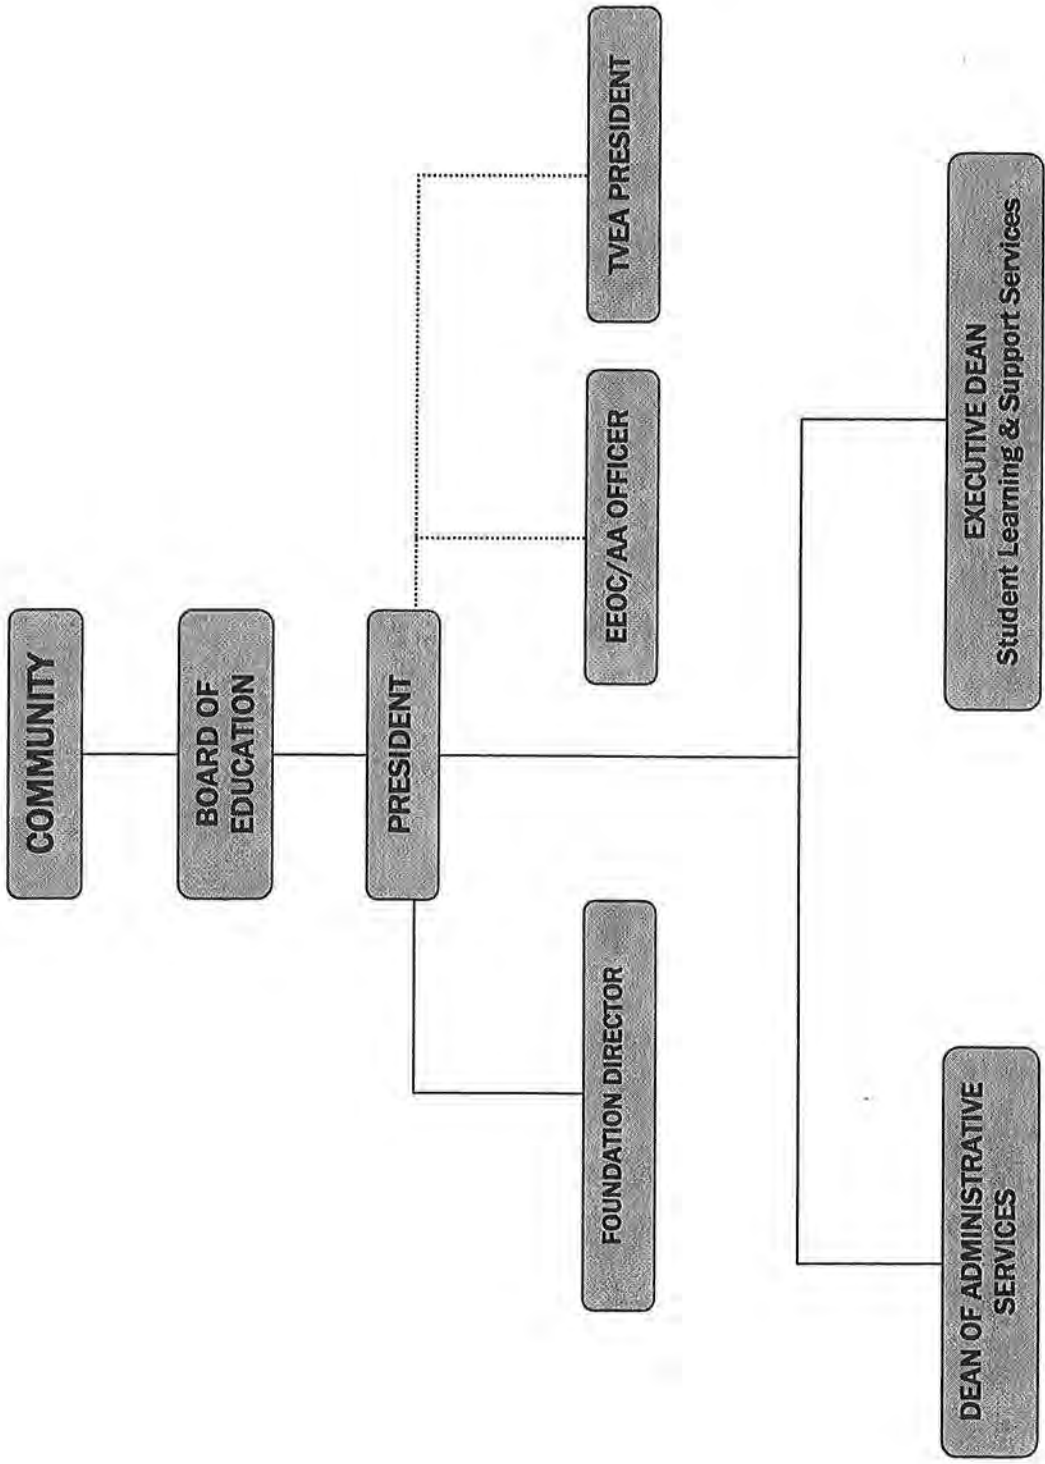 COMMUNITY
BOARD OF
EDUCATION
PRESIDENT
FOUNDATION DIRECTOR
EEOC/AA OFFICER
TVEA PRESIDENT
DEAN OF ADMINISTRATIVE
SERVICES
EXECUTIVE DEAN
Student Learning & Support Services